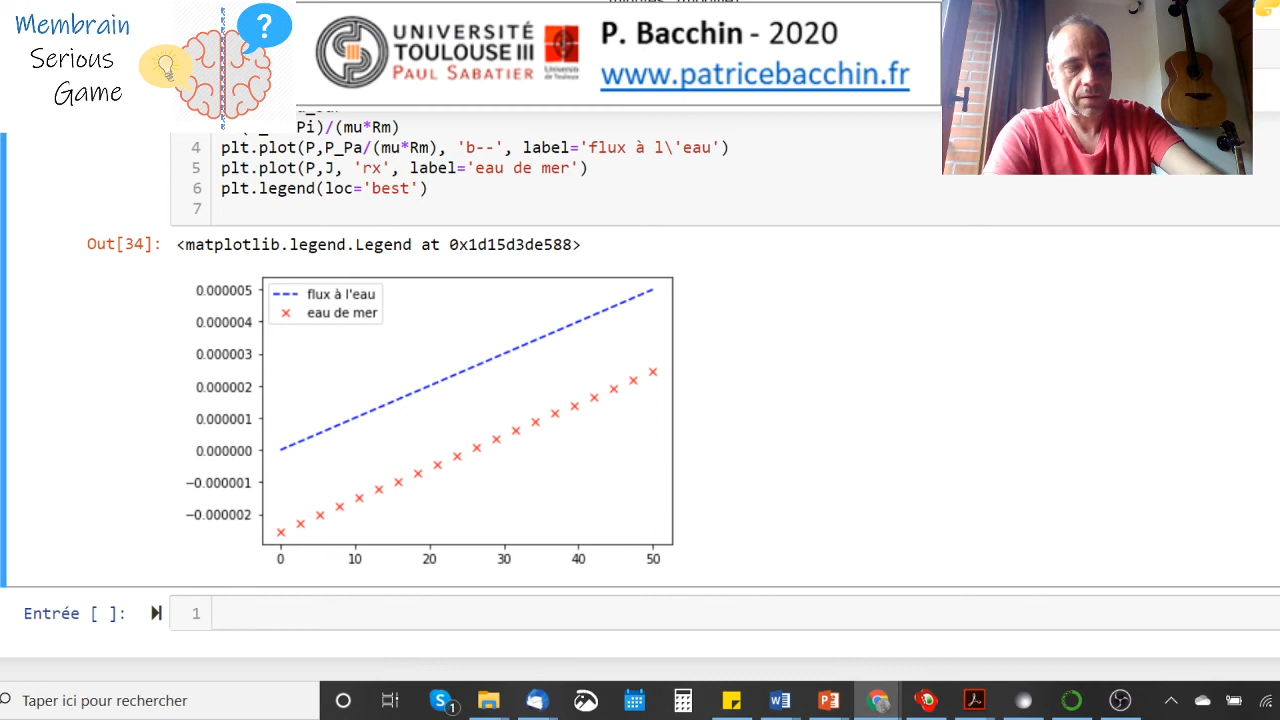 Membrain
Serious
Game
?
UNIVERSITÉ
TOULOUSE III
PAUL SABATIER
Université
de Toulouse
P. Bacchin - 2020
www.patricebacchin.fr
Pi)/(mu*Rm)
4 plt.plot(P,P_Pa/(mu*Rm), 'b--', label='flux à l\'eau')
5 plt.plot(P,J, 'rx', label='eau de mer')
6 plt.legend(loc='best')
7
Out[34]: <matplotlib.legend.Legend at 0x1d15d3de588>
flux à l'eau
eau de mer
0.000005
0.000004
0.000003
0.000002
0.000001
0.000000
−0.000001
−0.000002
0 10 20 30 40 50
Entrée [ ]: 1
Taper ici pour rechercher
1